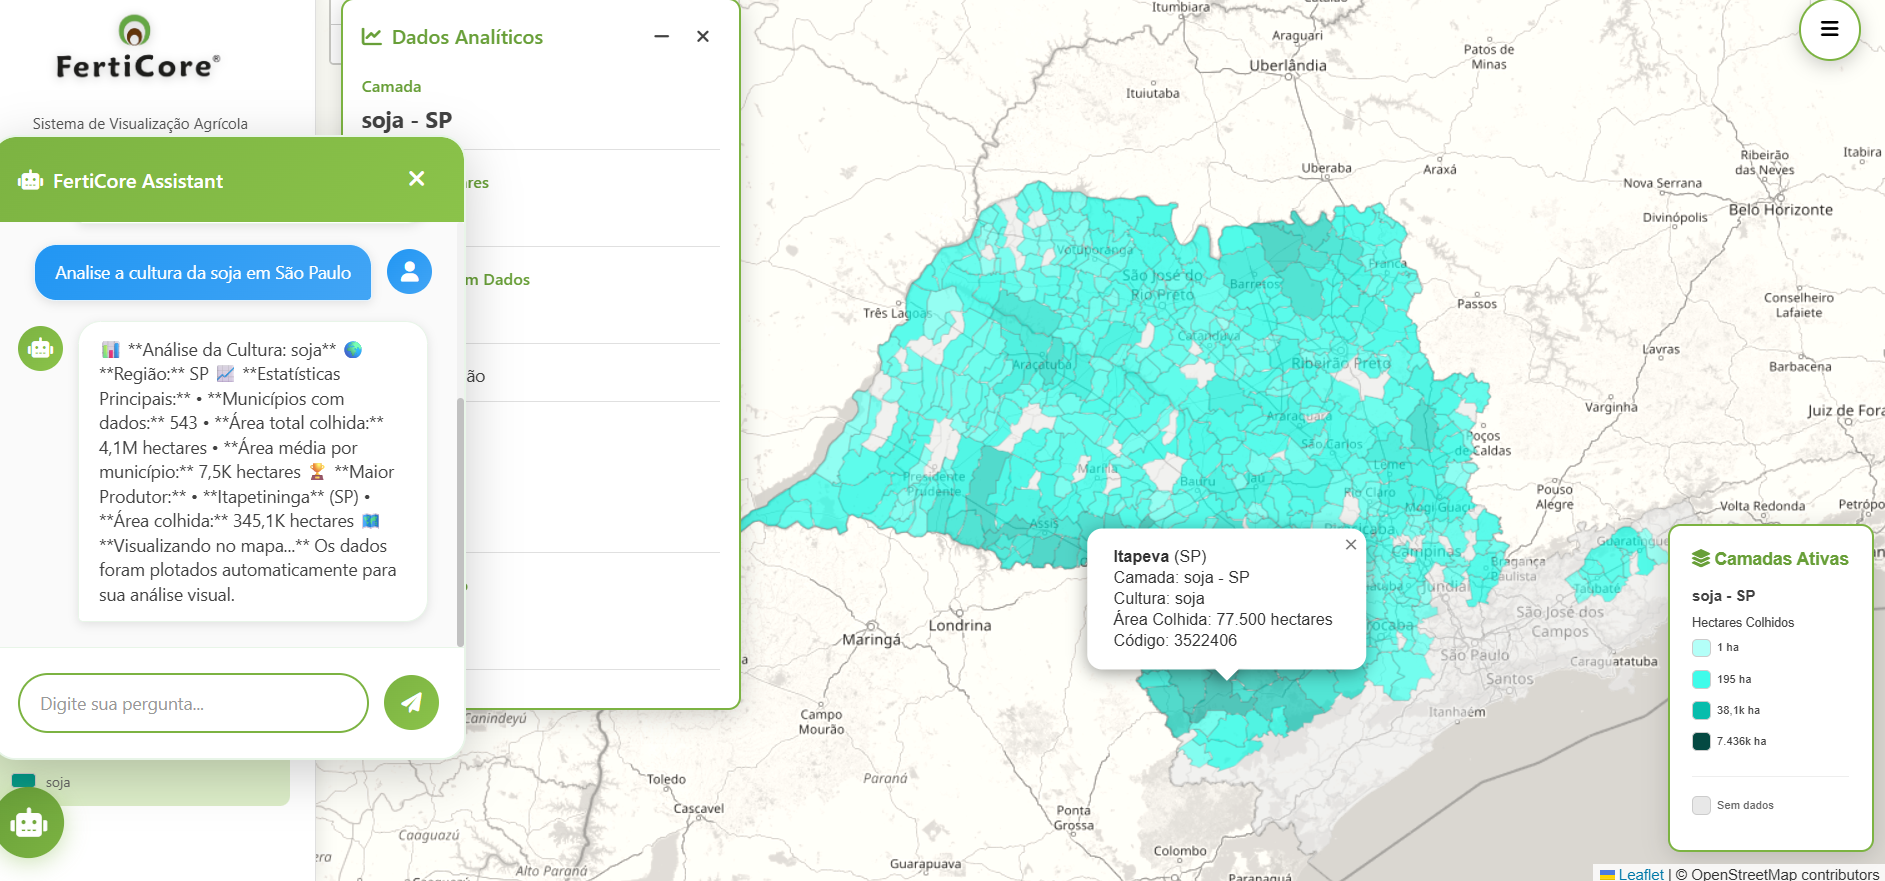 FertiCore®
Sistema de Visualização Agrícola
FertiCore Assistant
Analise a cultura da soja em São Paulo
📊 **Análise da Cultura: soja** 🌍
**Região:** SP 📈 **Estatísticas
Principais:** • **Municípios com
dados:** 543 • **Área total colhida:**
4,1M hectares • **Área média por
município:** 7,5K hectares 🏆 **Maior
Produtor:** • **Itapetininga** (SP) •
**Área colhida:** 345,1K hectares 🗺️
**Visualizando no mapa...** Os dados
foram plotados automaticamente para
sua análise visual.
Digite sua pergunta...
soja
Dados Analíticos
Camada
soja - SP
m Dados
ão
Itumbiara
Araguari
Uberlândia
Patos de
Minas
Ituiutaba
Uberaba
Araxá
Ribeirão
das Neves
Itabira
Nova Serrana
Divinópolis
Belo Horizonte
Votuporanga
São José do
Rio Preto
Barretos
Franca
Passos
Conselheiro
Lafaiete
Três Lagoas
Catanduva
Araçatuba
Ribeirão Preto
Lavras
Barbacena
Varginha
Juiz de Fora
Araraquara
São Carlos
Poços
de Caldas
Presidente
Prudente
Marília
Bauru
Jaú
Leme
Rio Claro
Mogi Guaçu
Pouso
Alegre
Volta Redonda
Petróp
Assis
Campinas
Bragança
Paulista
Guaratinguetá
Taubaté
Jundiaí
São José dos
Campos
São Paulo
Santos
Caraguatatuba
Itanhaém
Londrina
Maringá
Campo
Mourão
Canindeyú
Paraná
Toledo
Cascavel
Ponta
Grossa
Caaguazú
Alto Paraná
Guarapuava
Colombo
Paranaguá
Itapeva (SP)
Camada: soja - SP
Cultura: soja
Área Colhida: 77.500 hectares
Código: 3522406
Camadas Ativas
soja - SP
Hectares Colhidos
1 ha
195 ha
38,1k ha
7.436k ha
Sem dados
Leaflet | © OpenStreetMap contributors